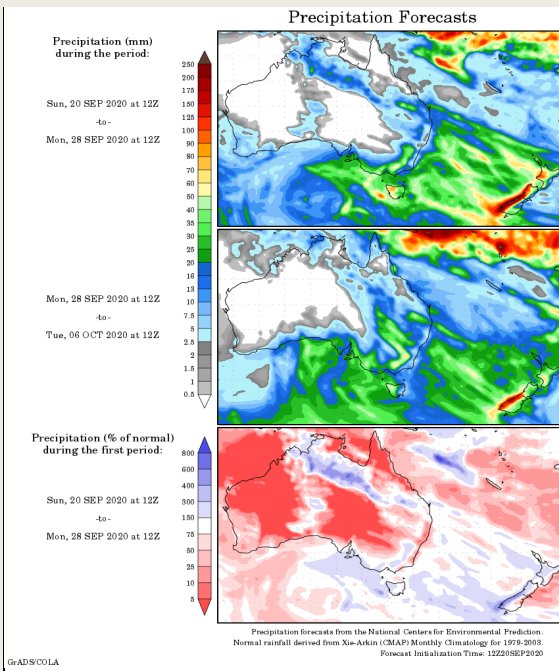 Precipitation Forecasts
Precipitation (mm)
during the period:
Sun, 20 SEP 2020 at 12Z
-to-
Mon, 28 SEP 2020 at 12Z
250
200
175
150
125
100
90
80
70
60
50
40
35
30
25
20
16
13
10
7.5
5
2.5
2
1.5
1
0.5
Mon, 28 SEP 2020 at 12Z
-to-
Tue, 06 OCT 2020 at 12Z
Precipitation (% of normal)
during the first period:
Sun, 20 SEP 2020 at 12Z
-to-
Mon, 28 SEP 2020 at 12Z
800
600
400
300
150
75
50
25
10
5
Precipitation forecasts from the National Centers for Environmental Prediction.
Normal rainfall derived from Xie-Arkin (CMAP) Monthly Climatology for 1979-2003.
Forecast Initialization Time: 12Z20SEP2020
GrADS/COLA